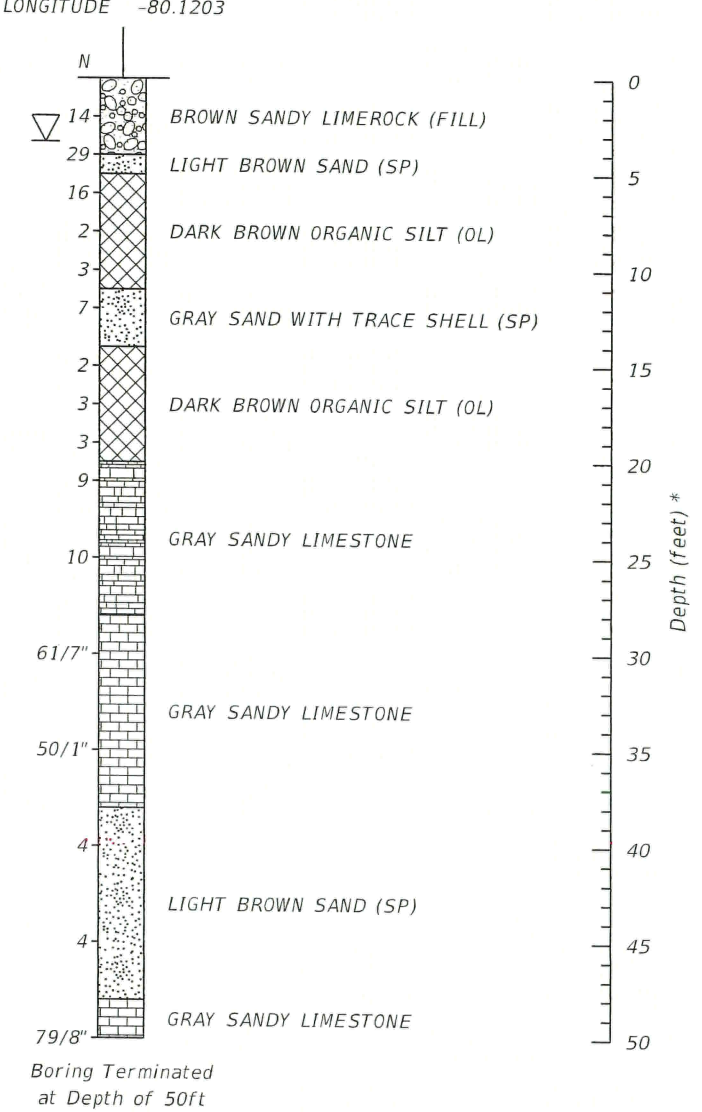 LONGITUDE -80.1203
N
0
14
BROWN SANDY LIMEROCK (FILL)
29
LIGHT BROWN SAND (SP)
5
16
2
DARK BROWN ORGANIC SILT (OL)
3
10
7
GRAY SAND WITH TRACE SHELL (SP)
2
15
3
DARK BROWN ORGANIC SILT (OL)
3
20
9
Depth (feet) *
GRAY SANDY LIMESTONE
10
25
61/7"
30
GRAY SANDY LIMESTONE
50/1"
35
4
40
LIGHT BROWN SAND (SP)
4
45
GRAY SANDY LIMESTONE
79/8"
50
Boring Terminated
at Depth of 50ft